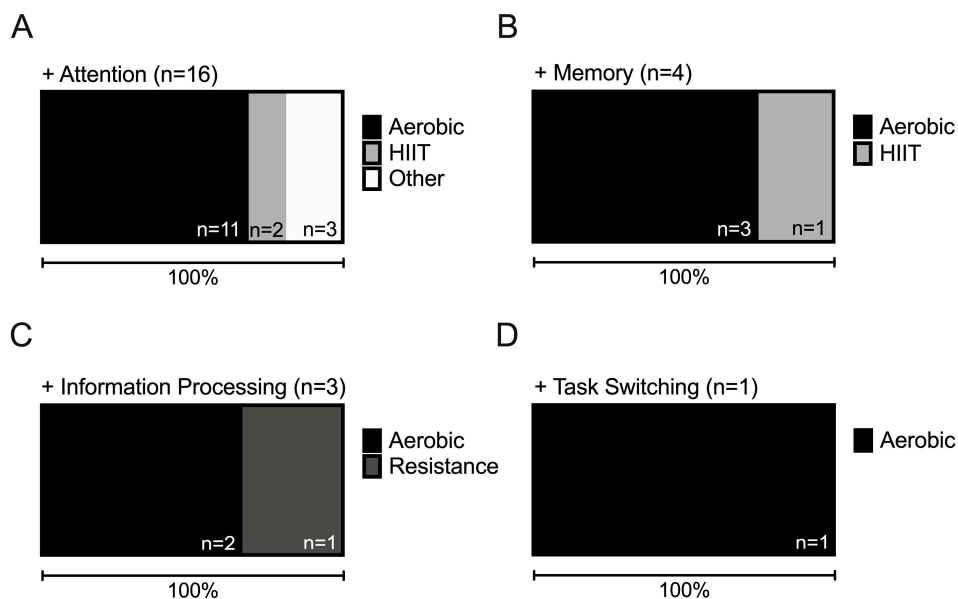 A
+ Attention (n=16)
Aerobic
HIIT
Other
n=11 n=2 n=3
100%
B
+ Memory (n=4)
Aerobic
HIIT
n=3 n=1
100%
C
+ Information Processing (n=3)
Aerobic
Resistance
n=2 n=1
100%
D
+ Task Switching (n=1)
Aerobic
n=1
100%